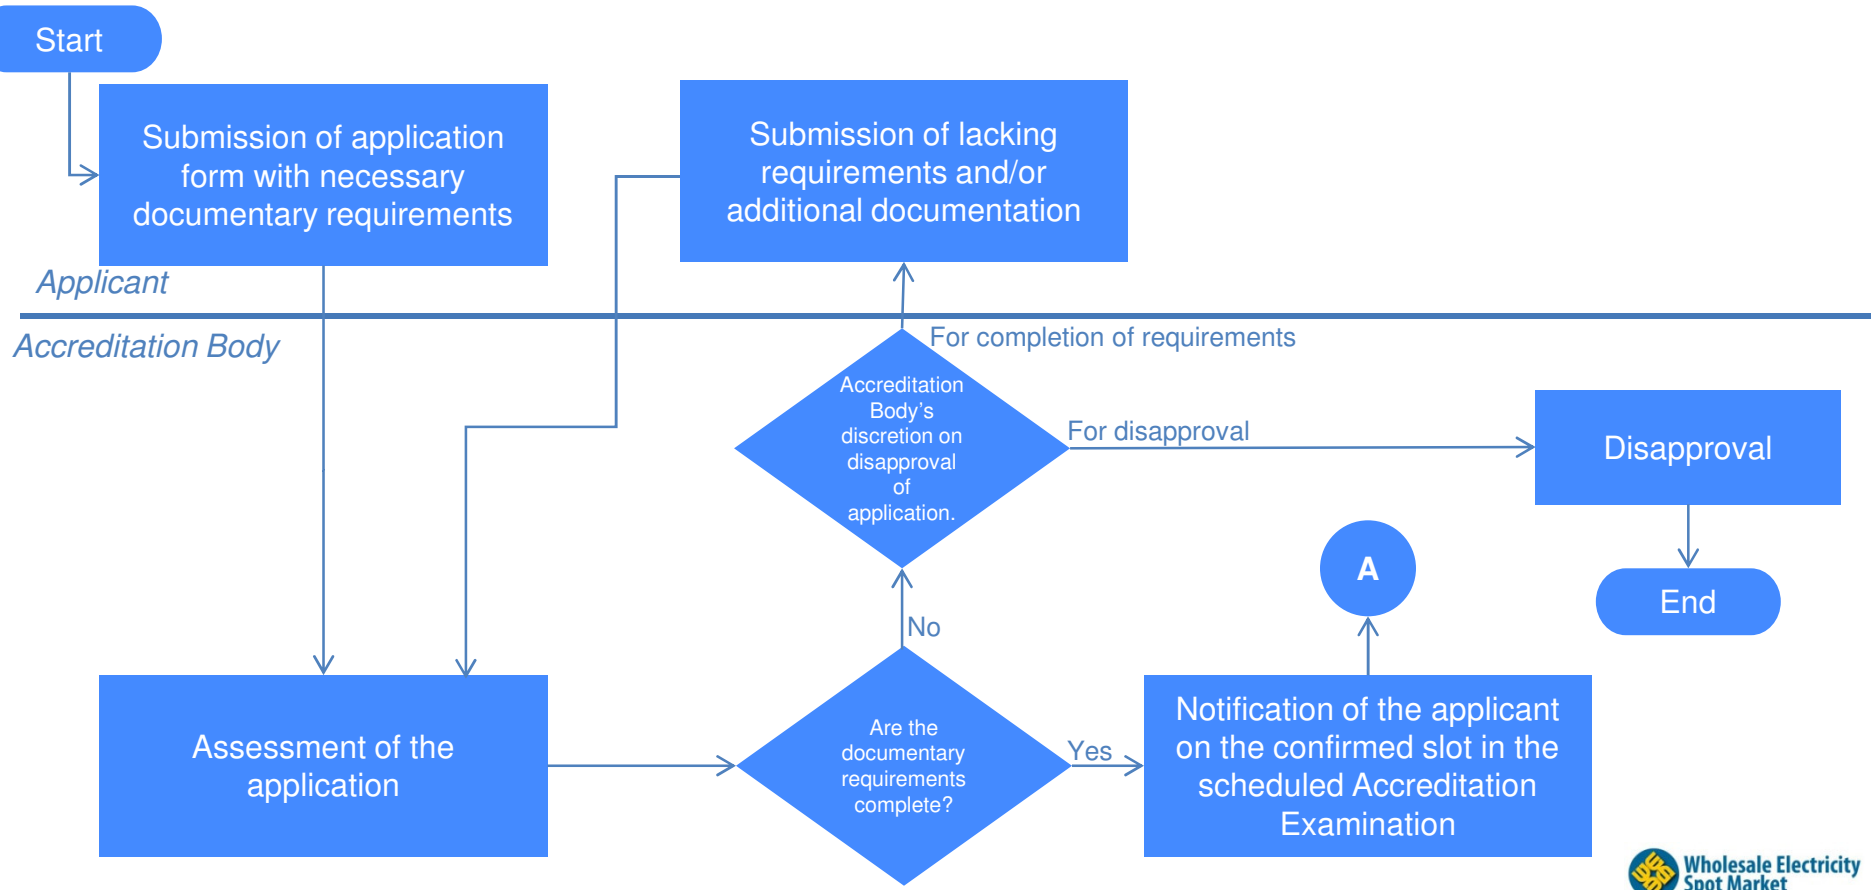 Start
Submission of application
form with necessary
documentary requirements
Submission of lacking
requirements and/or
additional documentation
Applicant
Accreditation Body
For completion of requirements
Accreditation
Body’s
discretion on
disapproval
of
application.
For disapproval
Disapproval
A
End
No
Assessment of the
application
Are the
documentary
requirements
complete?
Yes
Notification of the applicant
on the confirmed slot in the
scheduled Accreditation
Examination
Wholesale Electricity
Spot Market